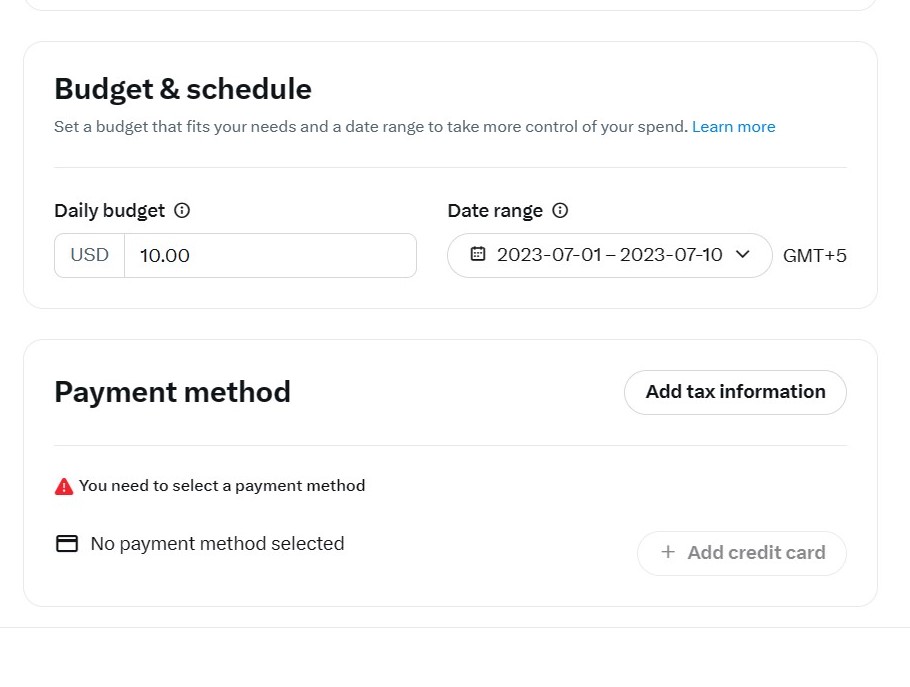 Budget & schedule
Set a budget that fits your needs and a date range to take more control of your spend. Learn more
Daily budget
Date range
USD
10.00
2023-07-01 – 2023-07-10
GMT+5
Payment method
Add tax information
You need to select a payment method
No payment method selected
+ Add credit card